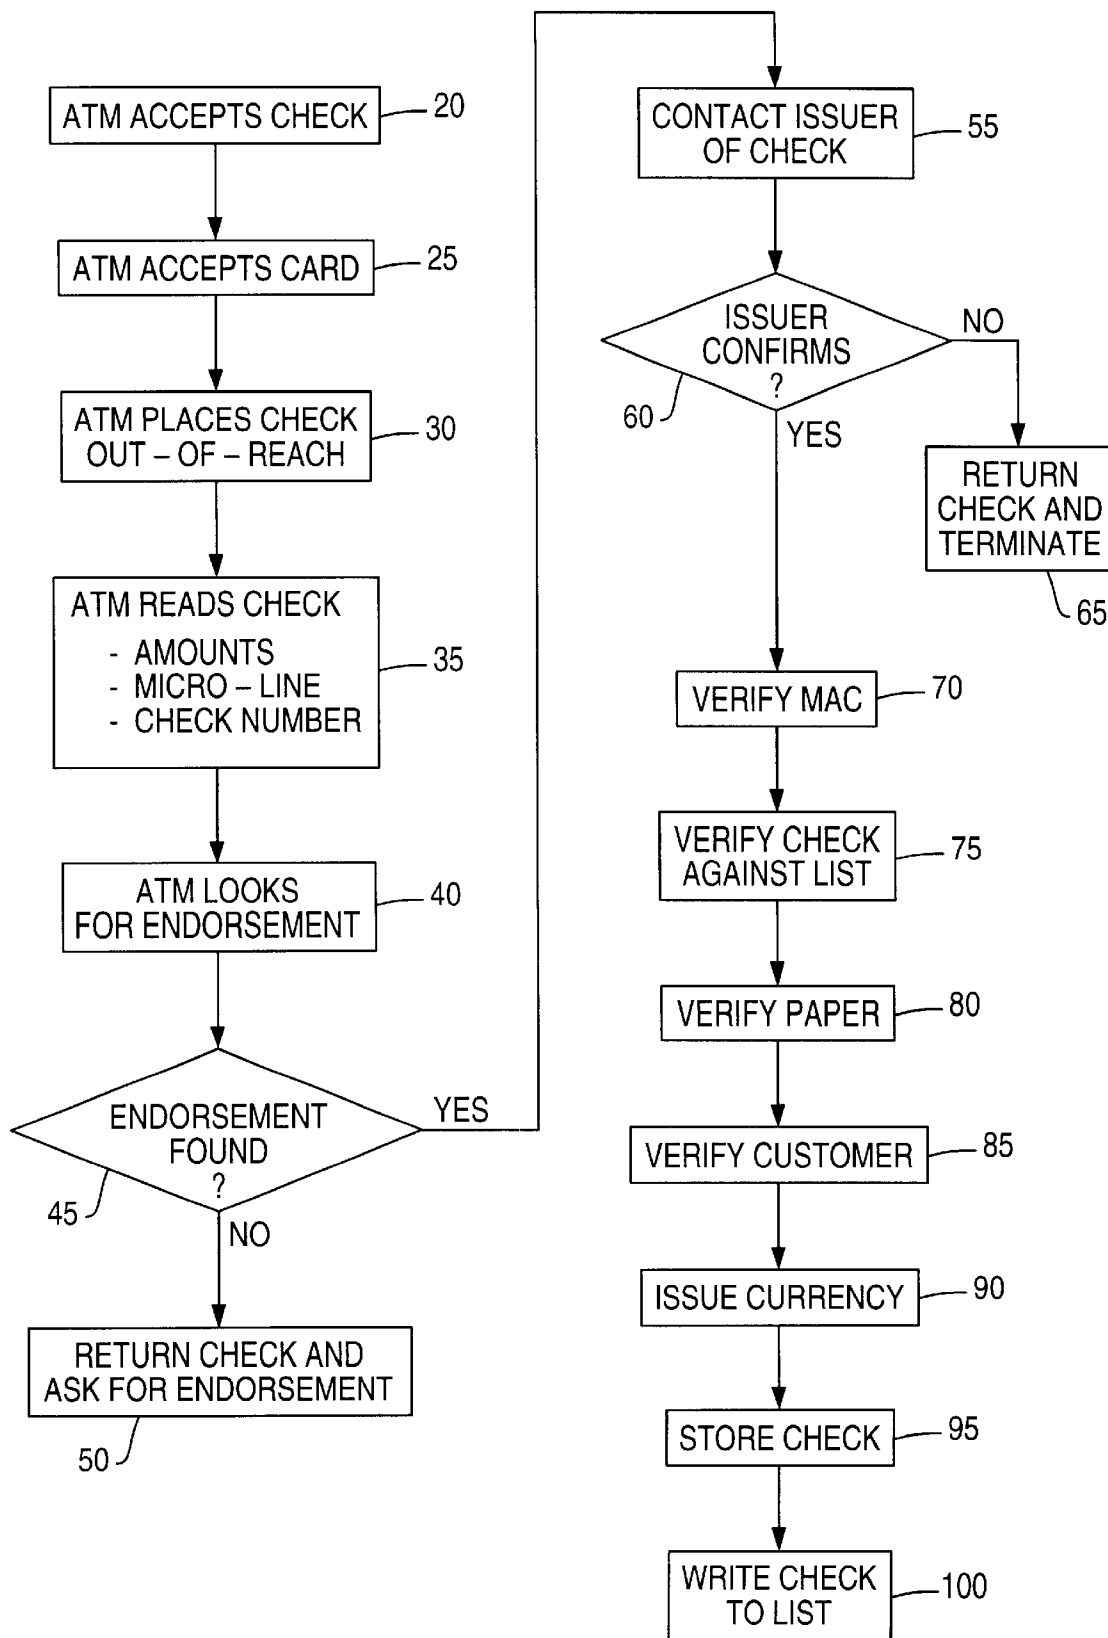 ATM ACCEPTS CHECK
20
ATM ACCEPTS CARD
25
ATM PLACES CHECK
OUT – OF – REACH
30
ATM READS CHECK
- AMOUNTS
- MICRO – LINE
- CHECK NUMBER
35
ATM LOOKS
FOR ENDORSEMENT
40
ENDORSEMENT
FOUND
?
45
YES
NO
RETURN CHECK AND
ASK FOR ENDORSEMENT
50
CONTACT ISSUER
OF CHECK
55
ISSUER
CONFIRMS
?
60
NO
YES
RETURN
CHECK AND
TERMINATE
65
VERIFY MAC
70
VERIFY CHECK
AGAINST LIST
75
VERIFY PAPER
80
VERIFY CUSTOMER
85
ISSUE CURRENCY
90
STORE CHECK
95
WRITE CHECK
TO LIST
100